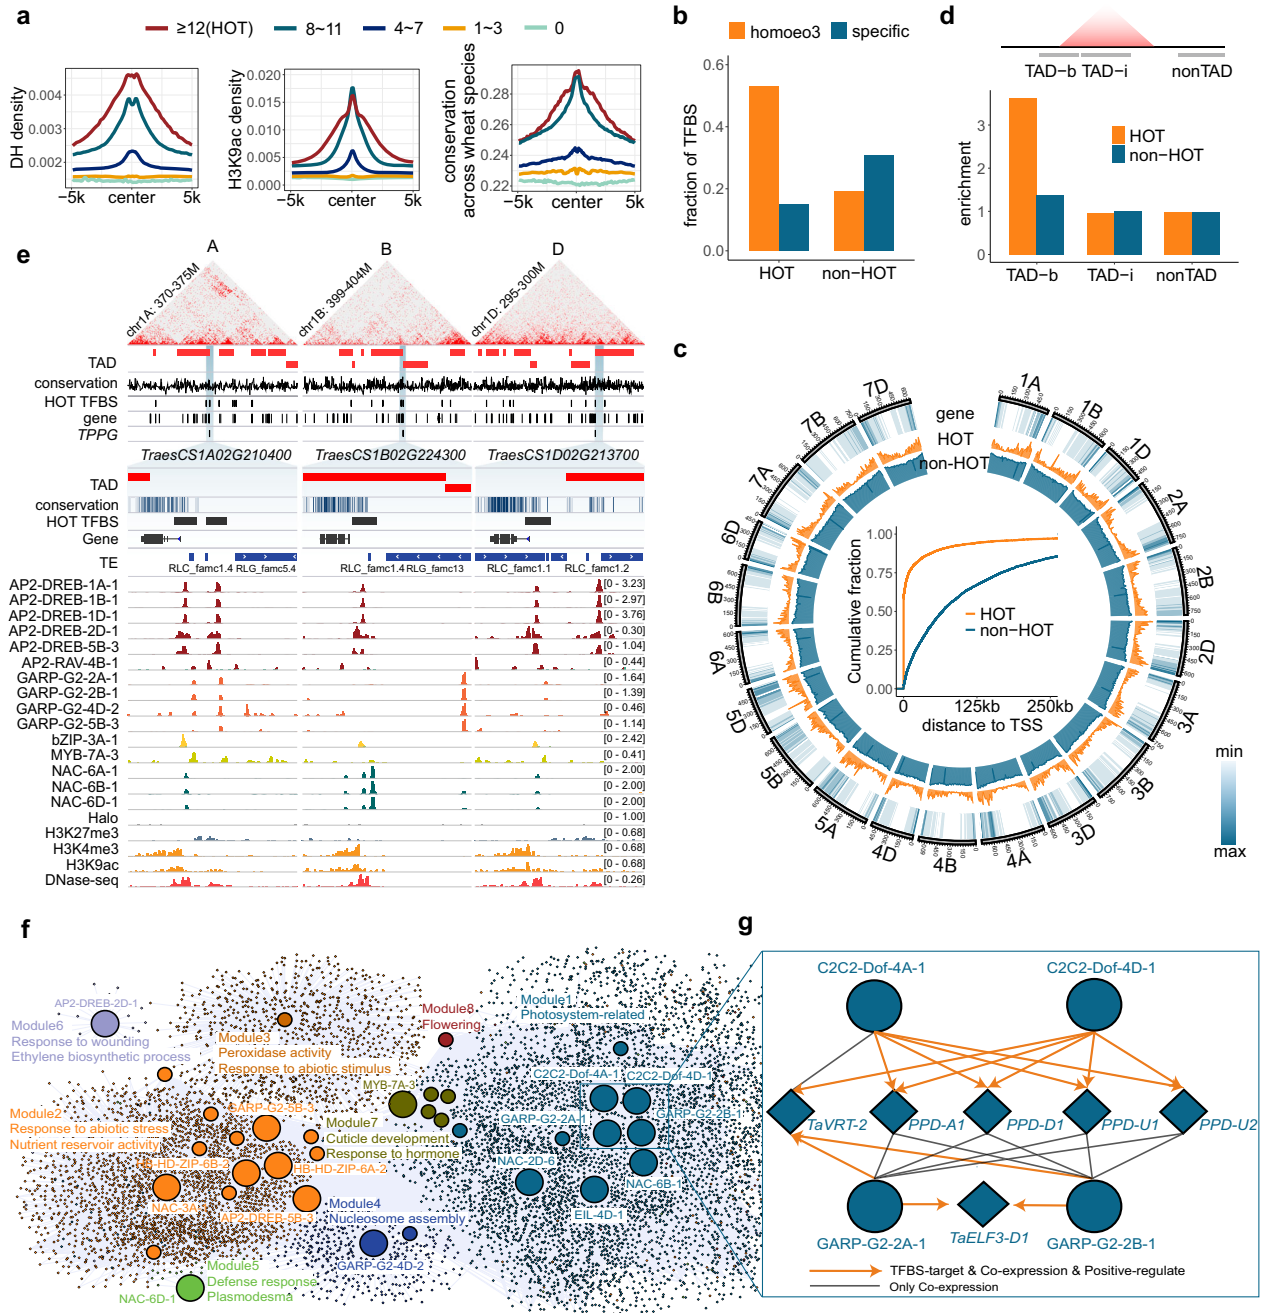 a
≥12(HOT) 8~11 4~7 1~3 0
DH density
0.004
0.003
0.002
−5k center 5k
H3K9ac density
0.020
0.015
0.010
0.005
0.000
−5k center 5k
conservation
across wheat species
0.28
0.26
0.24
0.22
−5k center 5k
b
homoeo3 specific
fraction of TFBS
0.6
0.4
0.2
0.0
HOT non−HOT
d
TAD−b TAD−i nonTAD
enrichment
3
2
1
0
HOT
non−HOT
TAD−b TAD−i nonTAD
e
A B D
chr1A: 370-375M
chr1B: 399-404M
chr1D: 295-300M
TAD
conservation
HOT TFBS
gene
TPPG
TraesCS1A02G210400 TraesCS1B02G224300 TraesCS1D02G213700
TAD
conservation
HOT TFBS
Gene
TE
RLC_famc1.4 RLG_famc5.4 RLC_famc1.4 RLG_famc13 RLC_famc1.1 RLC_famc1.2
AP2-DREB-1A-1 [0 - 3.23]
AP2-DREB-1B-1 [0 - 2.97]
AP2-DREB-1D-1 [0 - 3.76]
AP2-DREB-2D-1 [0 - 0.30]
AP2-DREB-5B-3 [0 - 1.04]
AP2-RAV-4B-1 [0 - 0.44]
GARP-G2-2A-1 [0 - 1.64]
GARP-G2-2B-1 [0 - 1.39]
GARP-G2-4D-2 [0 - 0.46]
GARP-G2-5B-3 [0 - 1.14]
bZIP-3A-1 [0 - 2.42]
MYB-7A-3 [0 - 0.41]
NAC-6A-1 [0 - 2.00]
NAC-6B-1 [0 - 2.00]
NAC-6D-1 [0 - 2.00]
Halo [0 - 1.00]
H3K27me3 [0 - 0.68]
H3K4me3 [0 - 0.68]
H3K9ac [0 - 0.68]
DNase-seq [0 - 0.26]
c
gene
HOT
non-HOT
1A
1B
1D
2A
2B
2D
3A
3B
3D
4A
4B
4D
5A
5B
5D
6A
6B
6D
7A
7B
7D
Cumulative fraction
1.00
0.75
0.50
0.25
0.00
HOT
non−HOT
0 125kb 250kb
distance to TSS
min
max
f
AP2-DREB-2D-1
Module6
Response to wounding
Ethylene biosynthetic process
Module3
Peroxidase activity
Response to abiotic stimulus
Module8
Flowering
Module1
Photosystem-related
MYB-7A-3
C2C2-Dof-4A-1 C2C2-Dof-4D-1
Module2
Response to abiotic stress
Nutrient reservoir activity
GARP-G2-5B-3
Module7
Cuticle development
Response to hormone
GARP-G2-2A-1 GARP-G2-2B-1
HB-HD-ZIP-6A-2
NAC-2D-6
NAC-6B-1
AP2-DREB-5B-3
EIL-4D-1
Module4
Nucleosome assembly
GARP-G2-4D-2
Module5
Defense response
Plasmodesma
NAC-6D-1
g
C2C2-Dof-4A-1 C2C2-Dof-4D-1
TaVRT-2 PPD-A1 PPD-D1 PPD-U1 PPD-U2
GARP-G2-2A-1 TaELF3-D1 GARP-G2-2B-1
TFBS-target & Co-expression & Positive-regulate
Only Co-expression